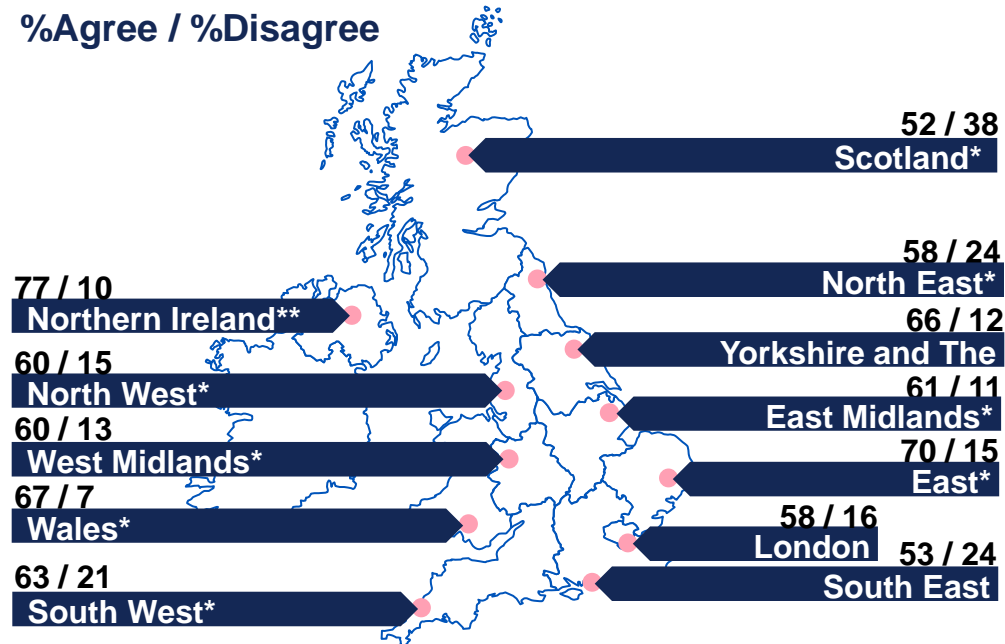 %Agree / %Disagree
52 / 38
Scotland*
58 / 24
North East*
77 / 10
Northern Ireland**
66 / 12
Yorkshire and The
60 / 15
North West*
61 / 11
East Midlands*
60 / 13
West Midlands*
70 / 15
East*
67 / 7
Wales*
58 / 16
London
53 / 24
South East
63 / 21
South West*